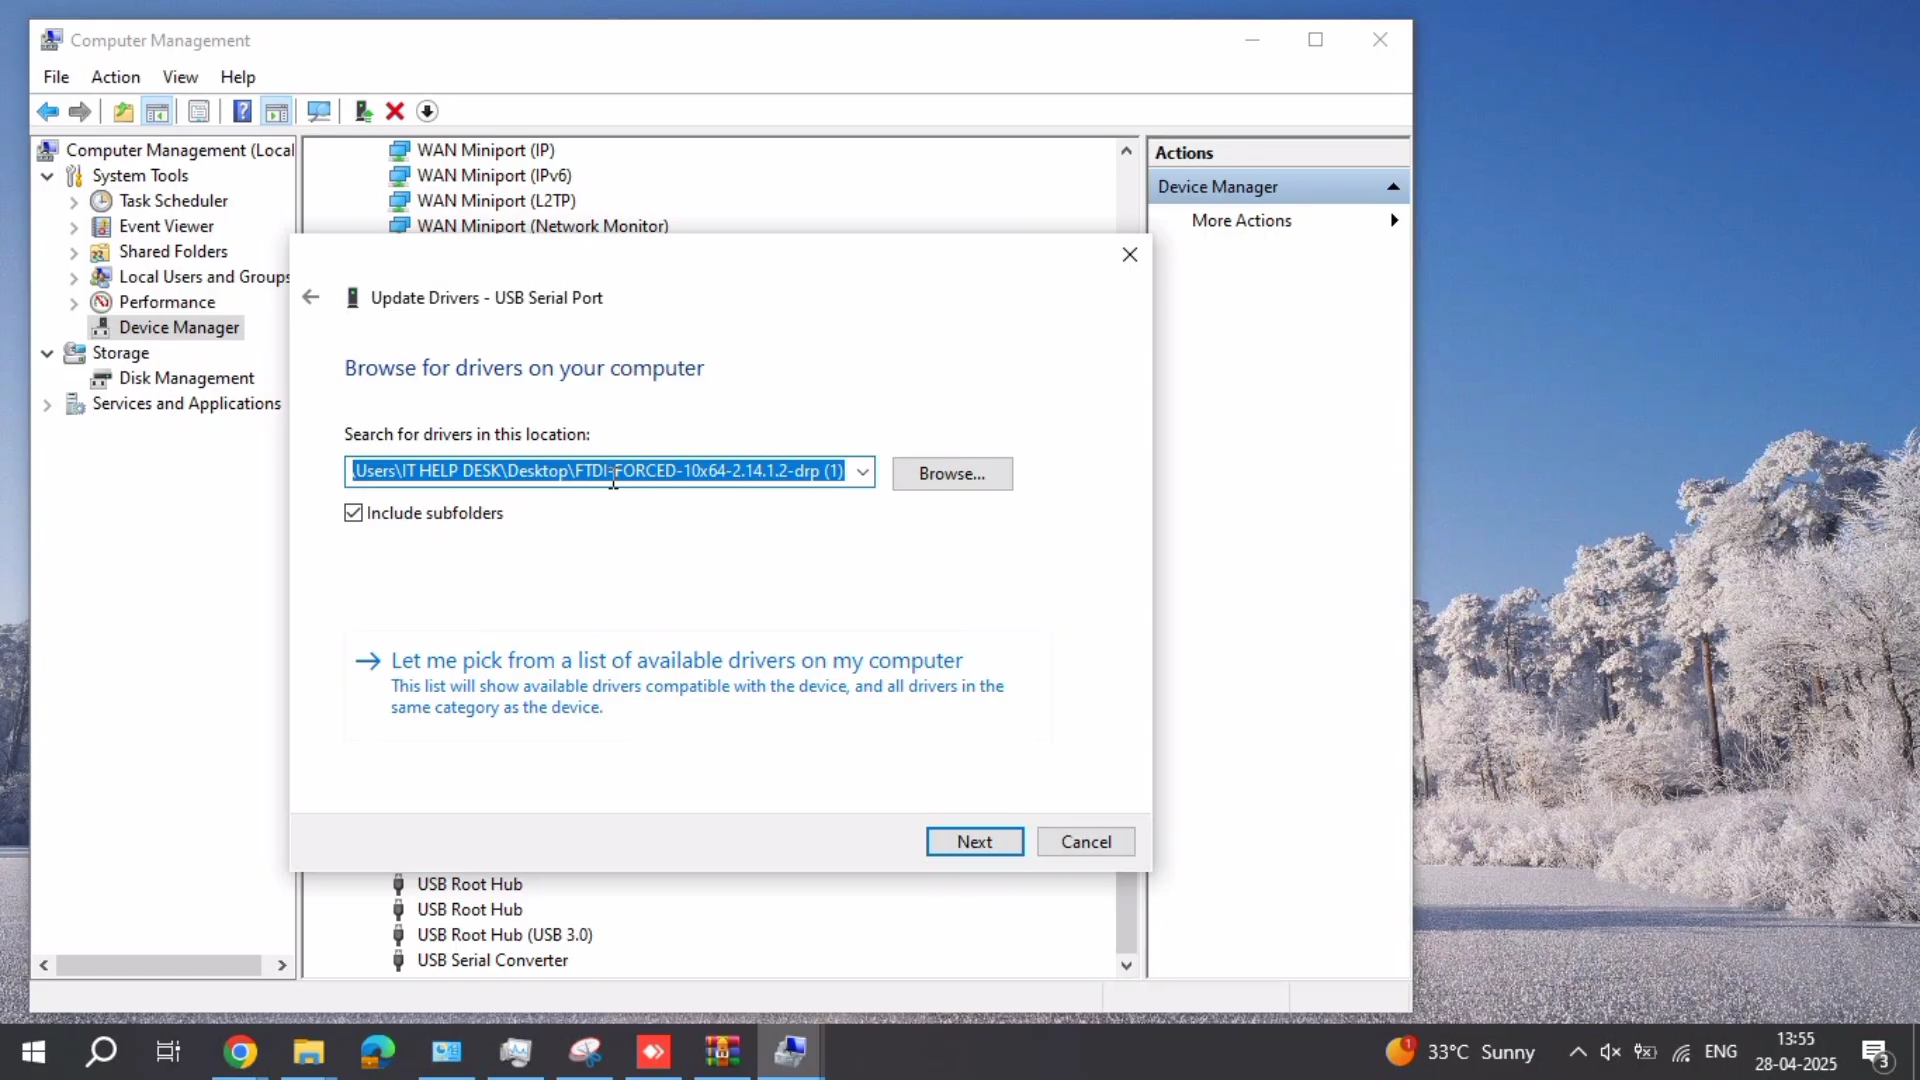 Computer Management
File Action View Help
Computer Management (Local
System Tools
Task Scheduler
Event Viewer
Shared Folders
Local Users and Groups
Performance
Device Manager
Storage
Disk Management
Services and Applications
WAN Miniport (IP)
WAN Miniport (IPv6)
WAN Miniport (L2TP)
WAN Miniport (Network Monitor)
Actions
Device Manager
More Actions
Update Drivers - USB Serial Port
Browse for drivers on your computer
Search for drivers in this location:
\Users\IT HELP DESK\Desktop\FTDI-FORCED-10x64-2.14.1.2-drp (1)
Browse...
Include subfolders
Let me pick from a list of available drivers on my computer
This list will show available drivers compatible with the device, and all drivers in the
same category as the device.
Next Cancel
USB Root Hub
USB Root Hub
USB Root Hub (USB 3.0)
USB Serial Converter
1
33°C Sunny
ENG
13:55
28-04-2025
3